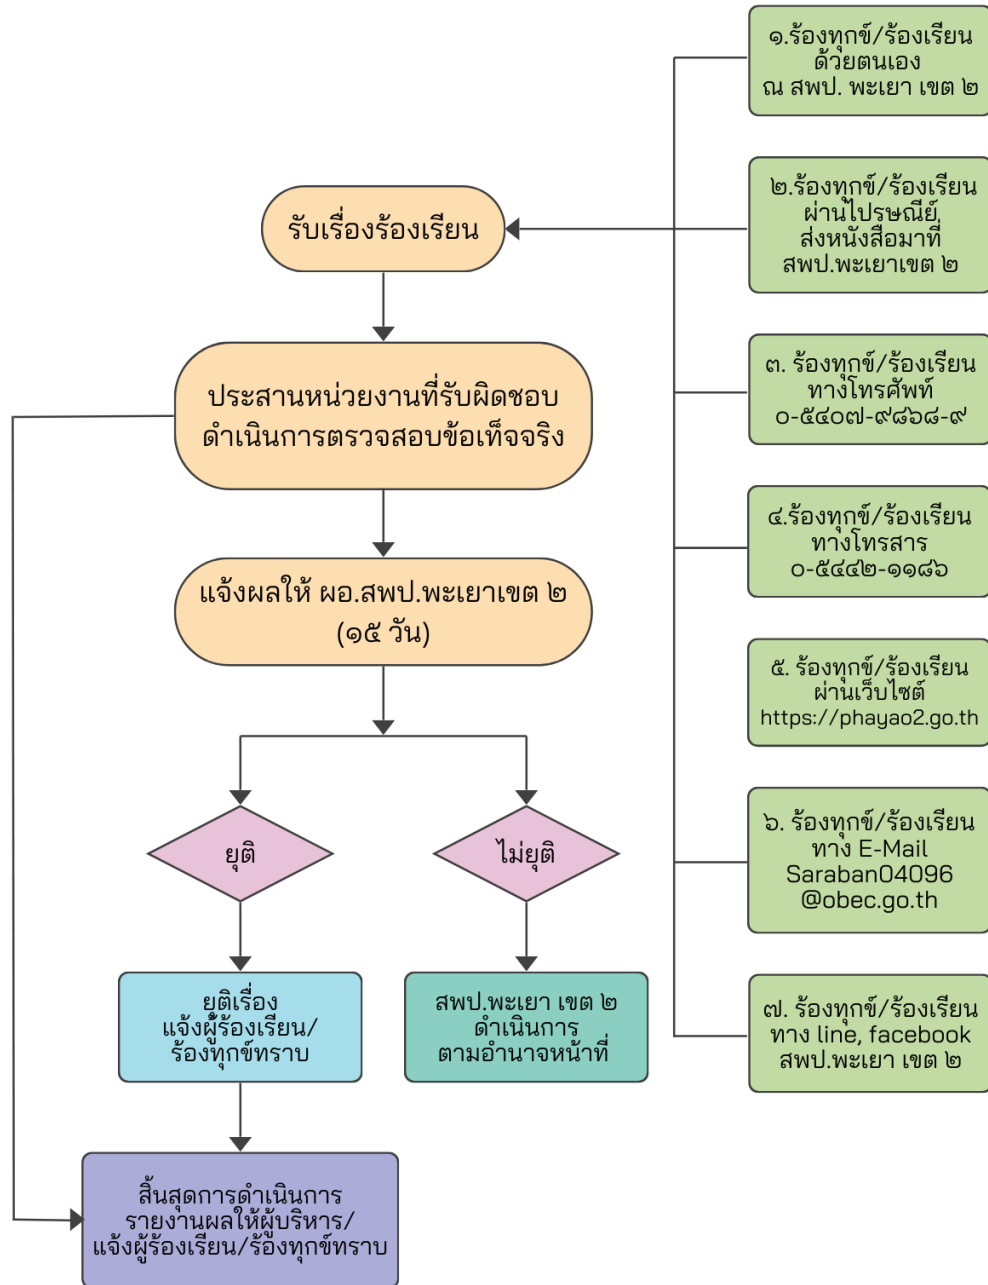 ๑.ร้องทุกข์/ร้องเรียน
ด้วยตนเอง
ณ สพป. พะเยา เขต ๒
๒.ร้องทุกข์/ร้องเรียน
ผ่านไปรษณีย์
ส่งหนังสือมาที่
สพป.พะเยาเขต ๒
๓. ร้องทุกข์/ร้องเรียน
ทางโทรศัพท์
๐-๕๔๐๗-๙๘๖๘-๙
๔.ร้องทุกข์/ร้องเรียน
ทางโทรสาร
๐-๕๔๔๒-๑๑๘๖
๕. ร้องทุกข์/ร้องเรียน
ผ่านเว็บไซต์
https://phayao2.go.th
๖. ร้องทุกข์/ร้องเรียน
ทาง E-Mail
Saraban04096
@obec.go.th
๗. ร้องทุกข์/ร้องเรียน
ทาง line, facebook
สพป.พะเยา เขต ๒
รับเรื่องร้องเรียน
ประสานหน่วยงานที่รับผิดชอบ
ดำเนินการตรวจสอบข้อเท็จจริง
แจ้งผลให้ ผอ.สพป.พะเยาเขต ๒
(๑๕ วัน)
ยุติ
ไม่ยุติ
ยุติเรื่อง
แจ้งผู้ร้องเรียน/
ร้องทุกข์ทราบ
สพป.พะเยา เขต ๒
ดำเนินการ
ตามอำนาจหน้าที่
สิ้นสุดการดำเนินการ
รายงานผลให้ผู้บริหาร/
แจ้งผู้ร้องเรียน/ร้องทุกข์ทราบ